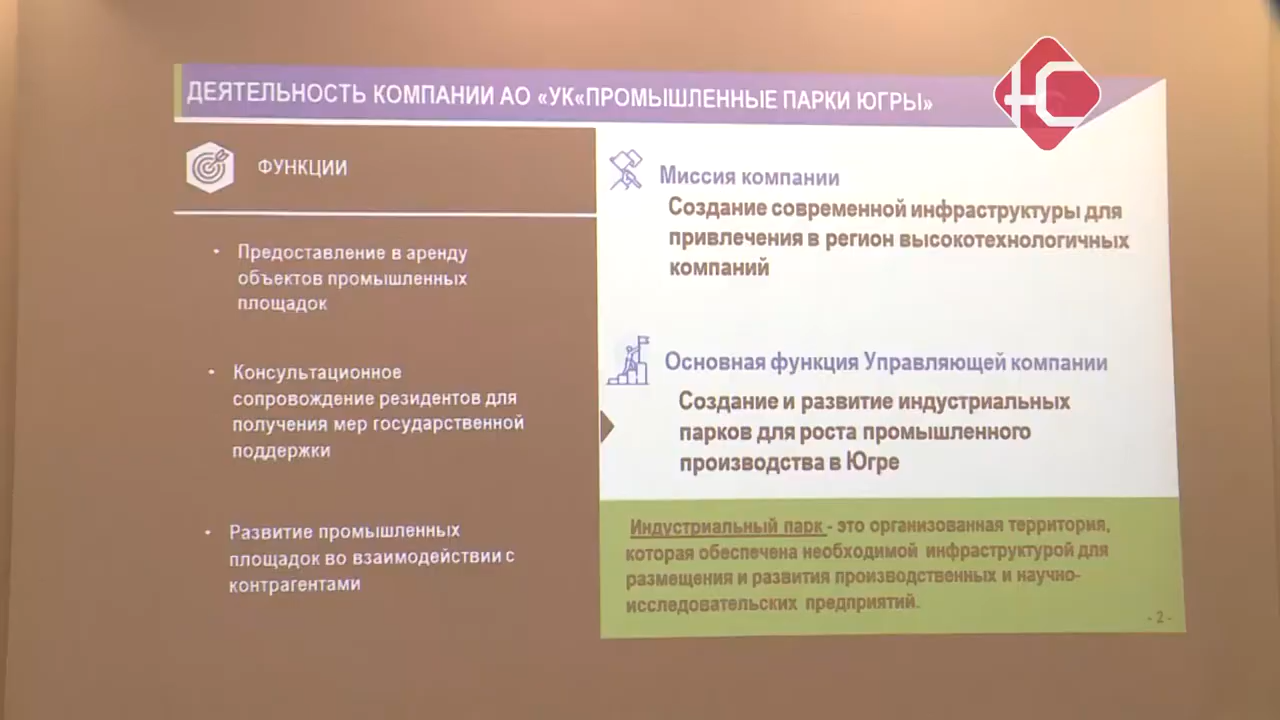 ДЕЯТЕЛЬНОСТЬ КОМПАНИИ АО «УК«ПРОМЫШЛЕННЫЕ ПАРКИ ЮГРЫ»
ФУНКЦИИ
• Предоставление в аренду
объектов промышленных
площадок
• Консультационное
сопровождение резидентов для
получения мер государственной
поддержки
• Развитие промышленных
площадок во взаимодействии с
контрагентами
Миссия компании
Создание современной инфраструктуры для
привлечения в регион высокотехнологичных
компаний
Основная функция Управляющей компании
Создание и развитие индустриальных
парков для роста промышленного
производства в Югре
Индустриальный парк - это организованная территория,
которая обеспечена необходимой инфраструктурой для
размещения и развития производственных и научно-
исследовательских предприятий.
- 2 -
ЮС